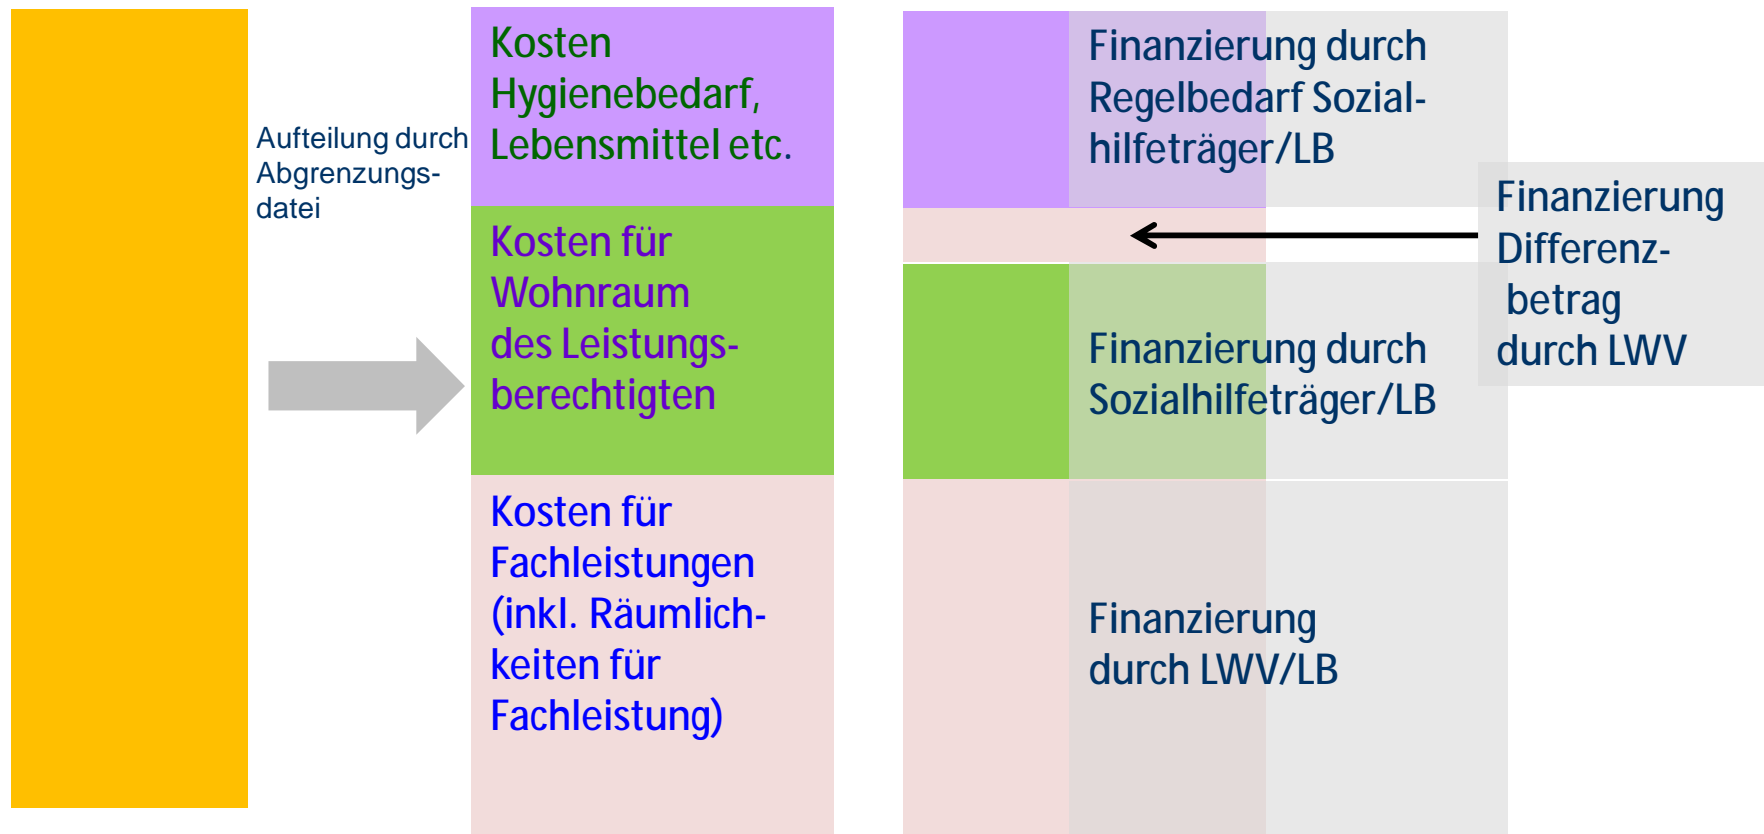 Aufteilung durch
Abgrenzungs-
datei
Kosten
Hygienebedarf,
Lebensmittel etc.
Kosten für
Wohnraum
des Leistungs-
berechtigten
Kosten für
Fachleistungen
(inkl. Räumlich-
keiten für
Fachleistung)
Finanzierung durch
Regelbedarf Sozial-
hilfeträger/LB
Finanzierung durch
Sozialhilfeträger/LB
Finanzierung
durch LWV/LB
Finanzierung
Differenz-
betrag
durch LWV